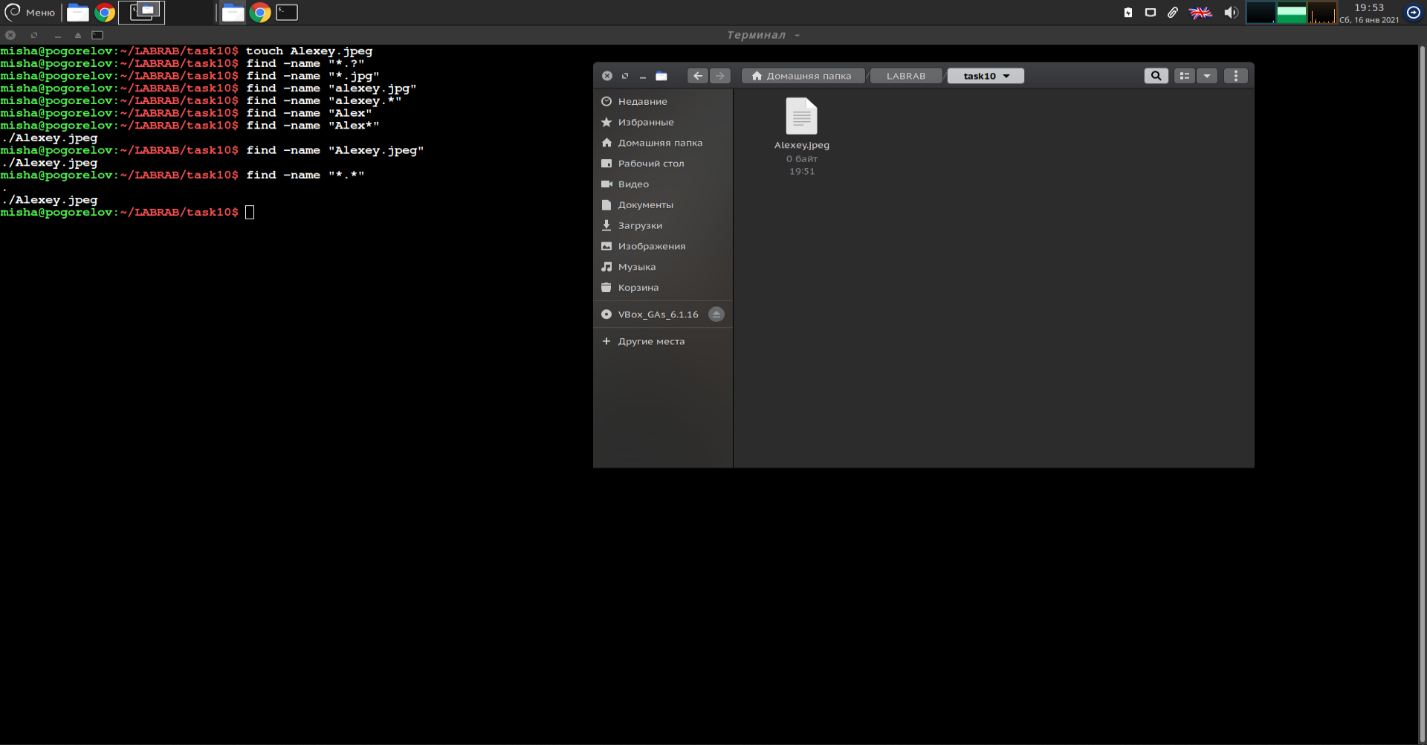 Меню
19:53
Сб, 16 янв 2021
Терминал -
misha@pogorelov:~/LABRAB/task10$ touch Alexey.jpeg
misha@pogorelov:~/LABRAB/task10$ find -name "*.?"
misha@pogorelov:~/LABRAB/task10$ find -name "*.jpg"
misha@pogorelov:~/LABRAB/task10$ find -name "alexey.jpg"
misha@pogorelov:~/LABRAB/task10$ find -name "alexey.*"
misha@pogorelov:~/LABRAB/task10$ find -name "Alex"
misha@pogorelov:~/LABRAB/task10$ find -name "Alex*"
./Alexey.jpeg
misha@pogorelov:~/LABRAB/task10$ find -name "Alexey.jpeg"
./Alexey.jpeg
misha@pogorelov:~/LABRAB/task10$ find -name "*.*"
.
./Alexey.jpeg
misha@pogorelov:~/LABRAB/task10$
Домашняя папка / LABRAB / task10
Недавние
Избранные
Домашняя папка
Рабочий стол
Видео
Документы
Загрузки
Изображения
Музыка
Корзина
VBox_GAs_6.1.16
Другие места
Alexey.jpeg
0 байт
19:51